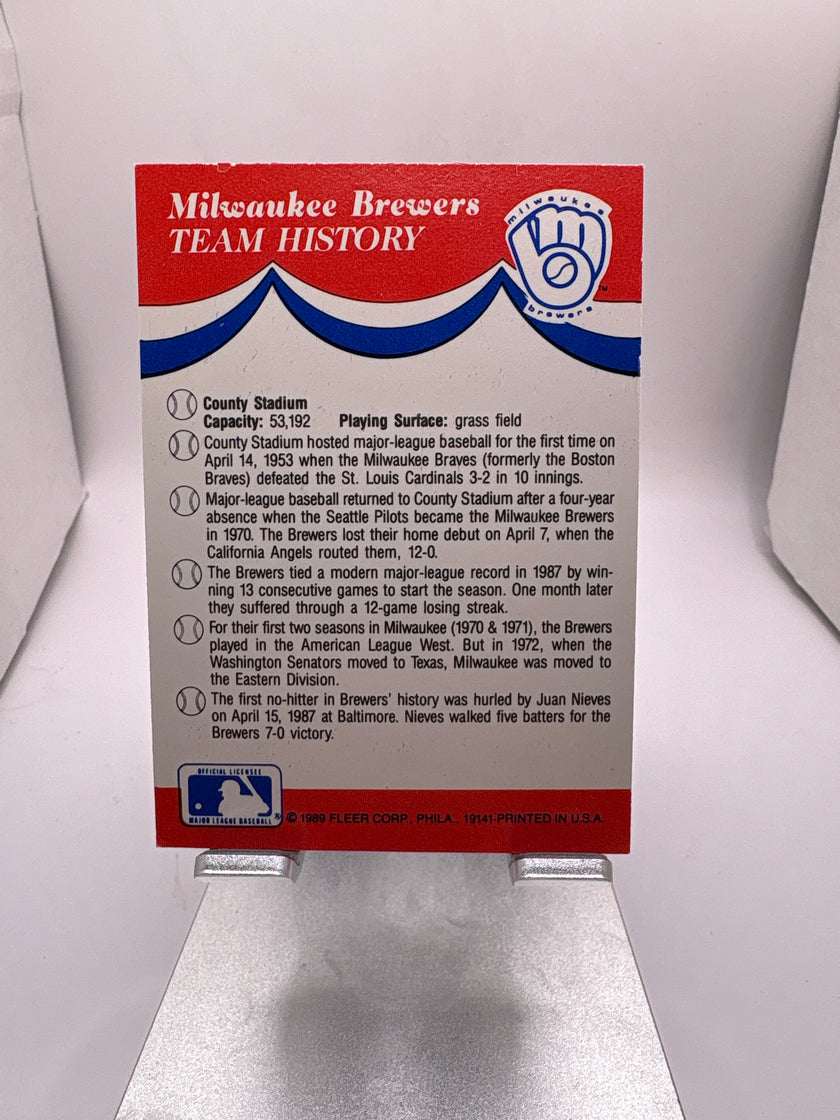 Milwaukee Brewers
TEAM HISTORY
milwaukee
brewers
TM
County Stadium
Capacity: 53,192 Playing Surface: grass field
County Stadium hosted major-league baseball for the first time on
April 14, 1953 when the Milwaukee Braves (formerly the Boston
Braves) defeated the St. Louis Cardinals 3-2 in 10 innings.
Major-league baseball returned to County Stadium after a four-year
absence when the Seattle Pilots became the Milwaukee Brewers
in 1970. The Brewers lost their home debut on April 7, when the
California Angels routed them, 12-0.
The Brewers tied a modern major-league record in 1987 by win-
ning 13 consecutive games to start the season. One month later
they suffered through a 12-game losing streak.
For their first two seasons in Milwaukee (1970 & 1971), the Brewers
played in the American League West. But in 1972, when the
Washington Senators moved to Texas, Milwaukee was moved to
the Eastern Division.
The first no-hitter in Brewers' history was hurled by Juan Nieves
on April 15, 1987 at Baltimore. Nieves walked five batters for the
Brewers 7-0 victory.
OFFICIAL LICENSEE
MAJOR LEAGUE BASEBALL ®
© 1989 FLEER CORP., PHILA., 19141-PRINTED IN U.S.A.